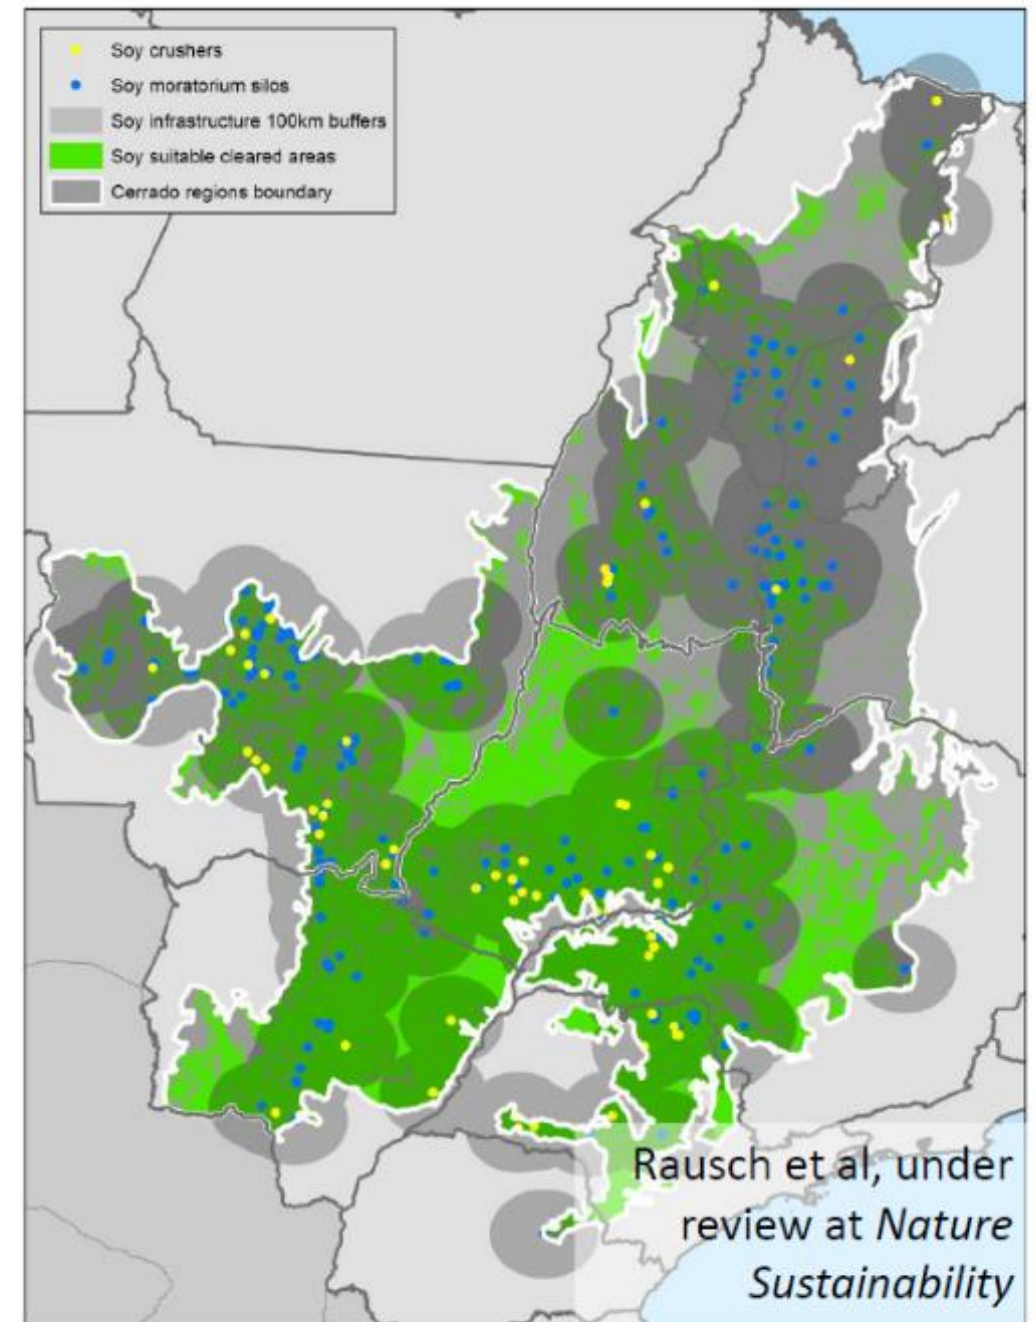 Soy crushers
Soy moratorium silos
Soy infrastructure 100km buffers
Soy suitable cleared areas
Cerrado regions boundary
Rausch et al, under
review at Nature
Sustainability